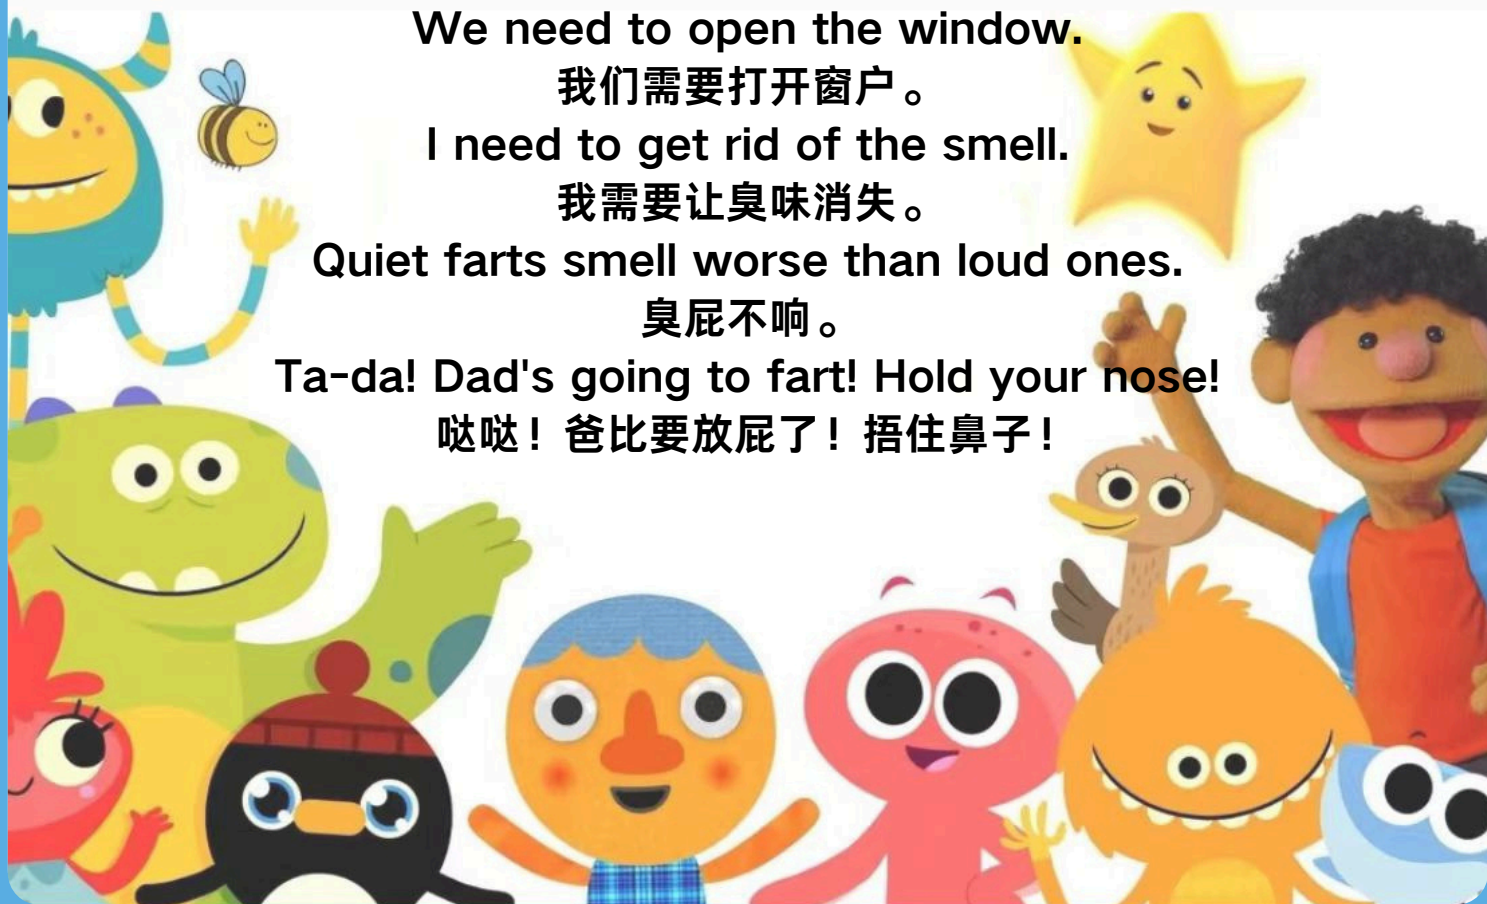 We need to open the window.
我们需要打开窗户。
I need to get rid of the smell.
我需要让臭味消失。
Quiet farts smell worse than loud ones.
臭屁不响。
Ta-da! Dad's going to fart! Hold your nose!
哒哒！爸比要放屁了！捂住鼻子！